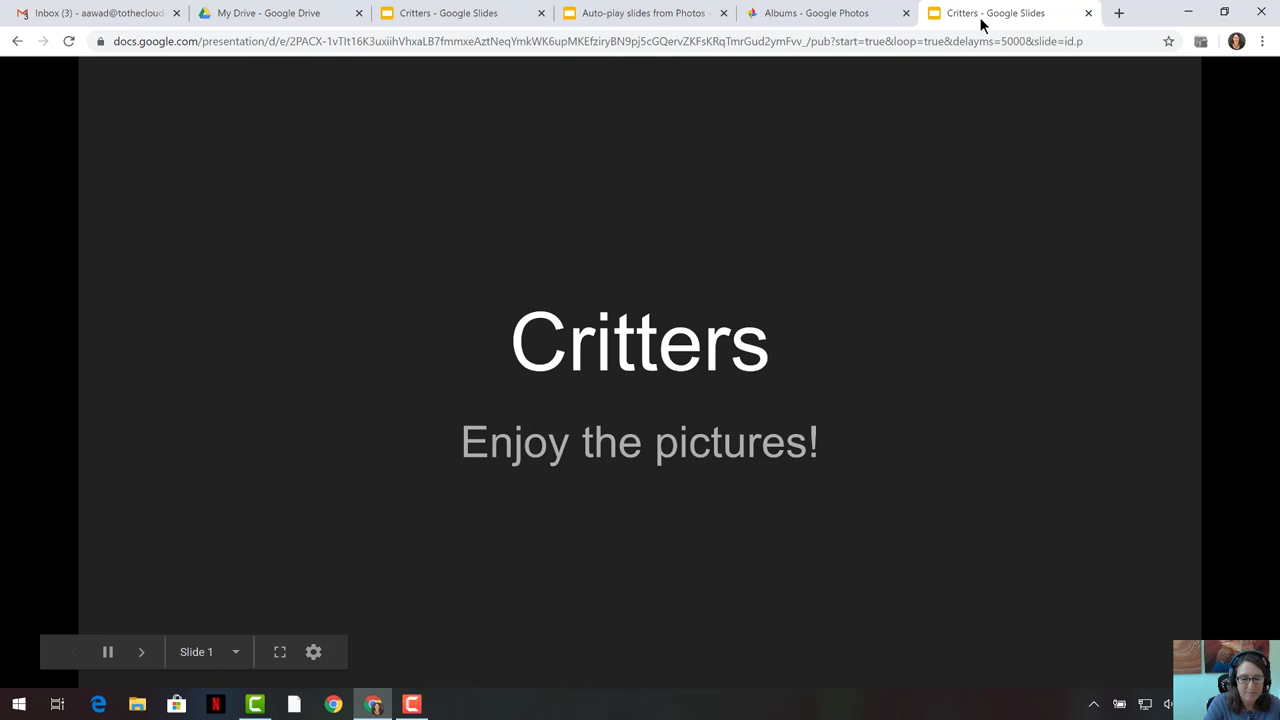 Inbox (3) - aawad@tothecloud
My Drive - Google Drive
Critters - Google Slides
Auto-play slides from Photos -
Albums - Google Photos
Critters - Google Slides
docs.google.com/presentation/d/e/2PACX-1vTIt16K3uxiihVhxaLB7fmmxeAztNeqYmkWK6upMKEfziryBN9pj5cGQervZKFsKRqTmrGud2ymFvv_/pub?start=true&loop=true&delayms=5000&slide=id.p
Critters
Enjoy the pictures!
Slide 1